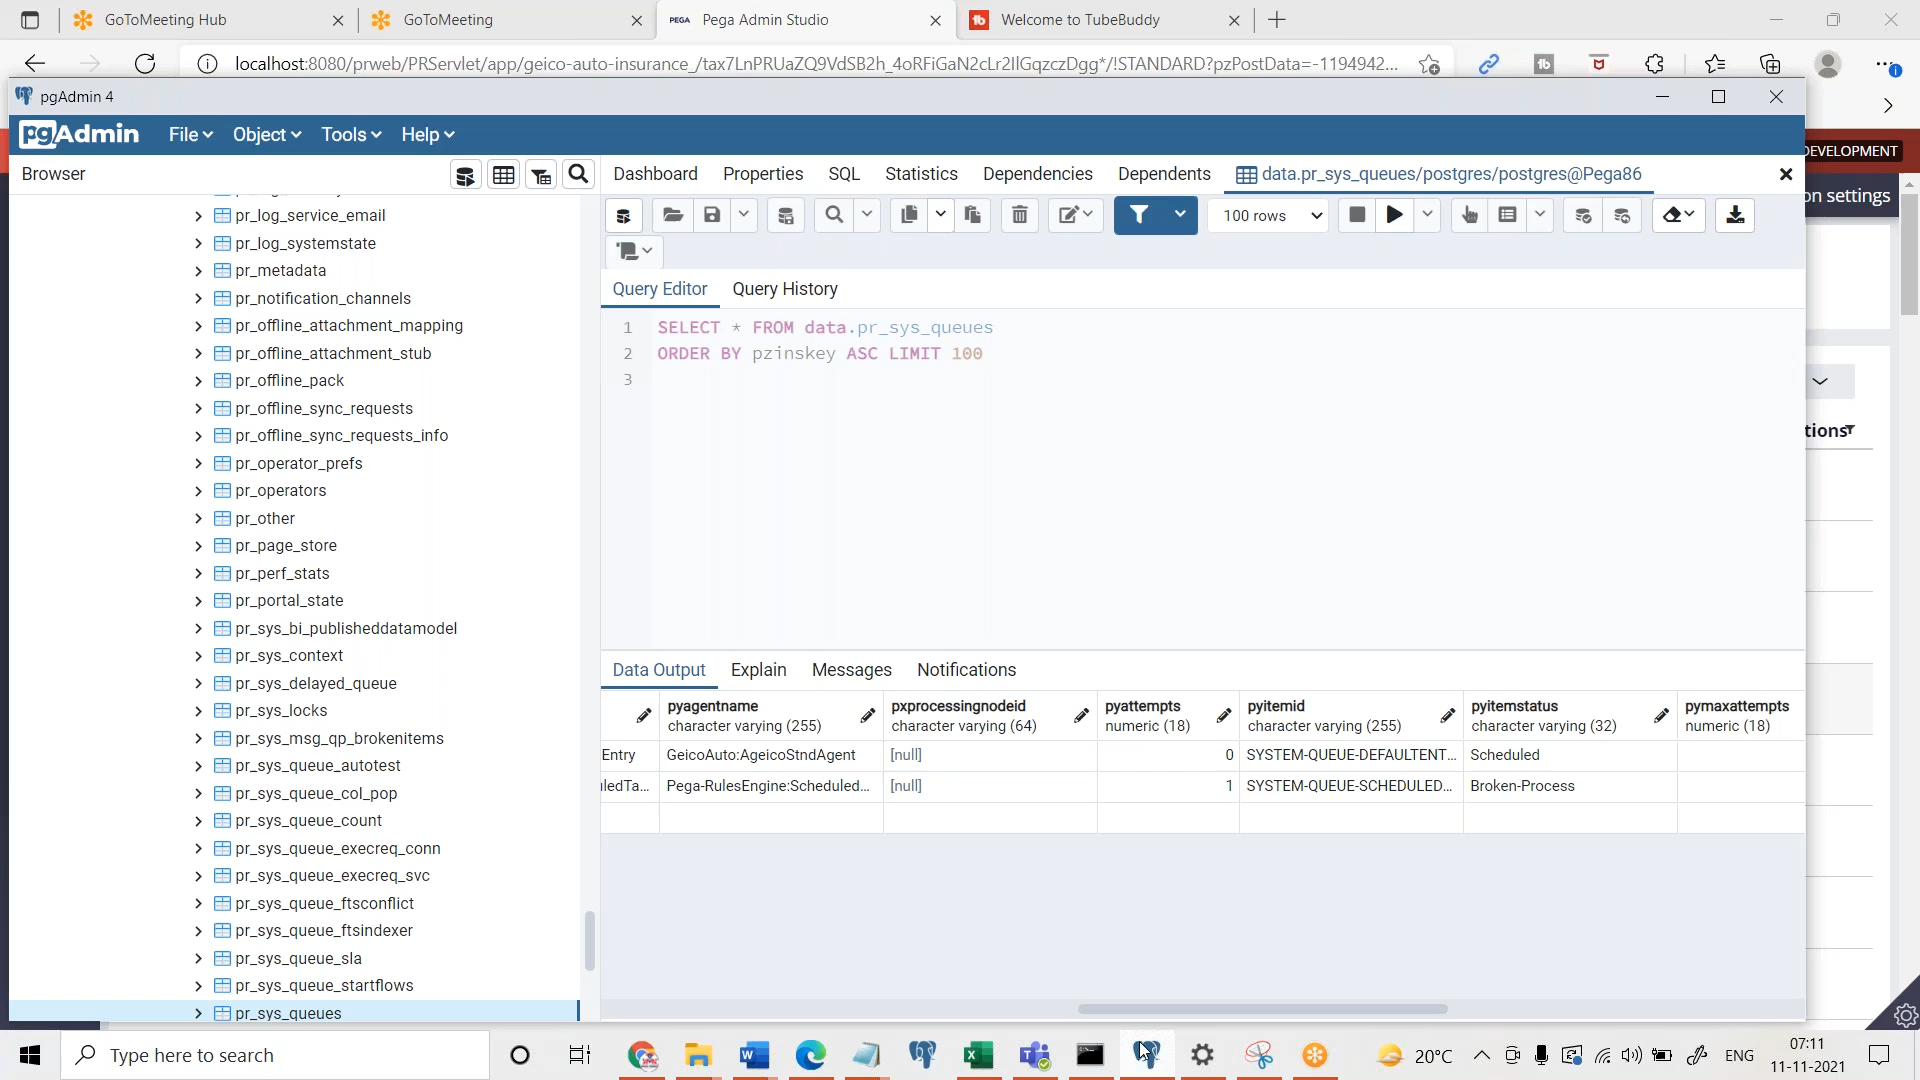 GoToMeeting Hub
GoToMeeting
PEGA Pega Admin Studio
Welcome to TubeBuddy
localhost:8080/prweb/PRServlet/app/geico-auto-insurance_/tax7LnPRUaZQ9VdSB2h_4oRFiGaN2cLr2IlGqzczDgg*/!STANDARD?pzPostData=-1194942...
pgAdmin 4
pgAdmin File Object Tools Help
DEVELOPMENT
on settings
tions
Browser
Dashboard Properties SQL Statistics Dependencies Dependents data.pr_sys_queues/postgres/postgres@Pega86
100 rows
pr_log_service_email
pr_log_systemstate
pr_metadata
pr_notification_channels
pr_offline_attachment_mapping
pr_offline_attachment_stub
pr_offline_pack
pr_offline_sync_requests
pr_offline_sync_requests_info
pr_operator_prefs
pr_operators
pr_other
pr_page_store
pr_perf_stats
pr_portal_state
pr_sys_bi_publisheddatamodel
pr_sys_context
pr_sys_delayed_queue
pr_sys_locks
pr_sys_msg_qp_brokenitems
pr_sys_queue_autotest
pr_sys_queue_col_pop
pr_sys_queue_count
pr_sys_queue_execreq_conn
pr_sys_queue_execreq_svc
pr_sys_queue_ftsconflict
pr_sys_queue_ftsindexer
pr_sys_queue_sla
pr_sys_queue_startflows
pr_sys_queues
Query Editor Query History
1 SELECT * FROM data.pr_sys_queues
2 ORDER BY pzinskey ASC LIMIT 100
3
Data Output Explain Messages Notifications
pyagentname pxprocessingnodeid pyattempts pyitemid pyitemstatus pymaxattempts
character varying (255) character varying (64) numeric (18) character varying (255) character varying (32) numeric (18)
Entry GeicoAuto:AgeicoStndAgent [null] 0 SYSTEM-QUEUE-DEFAULTENT... Scheduled
iledTa... Pega-RulesEngine:Scheduled... [null] 1 SYSTEM-QUEUE-SCHEDULED... Broken-Process
Type here to search
20°C
ENG
07:11
11-11-2021